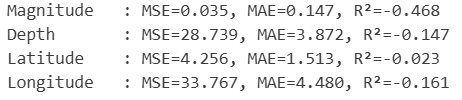 Magnitude   : MSE=0.035, MAE=0.147, R²=-0.468
Depth       : MSE=28.739, MAE=3.872, R²=-0.147
Latitude    : MSE=4.256, MAE=1.513, R²=-0.023
Longitude   : MSE=33.767, MAE=4.480, R²=-0.161